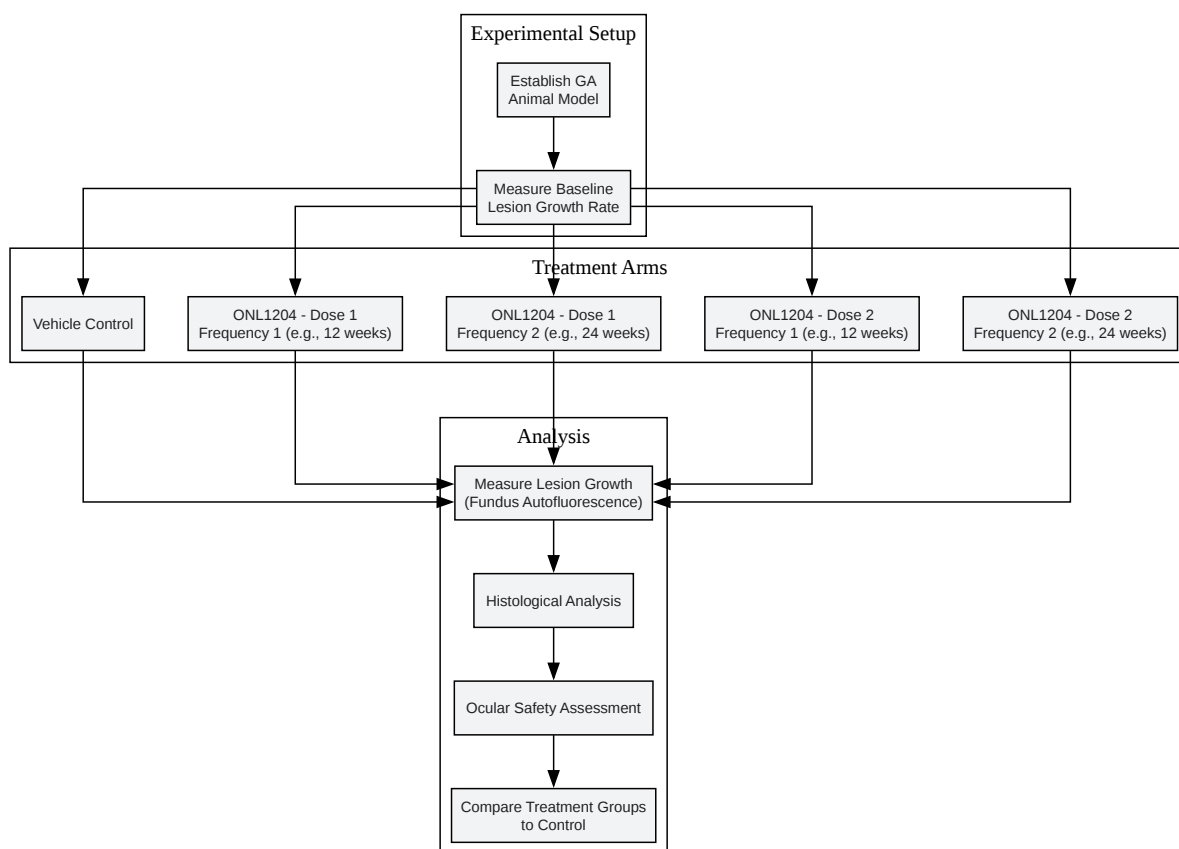 Experimental Setup
Establish GA
Animal Model
Measure Baseline
Lesion Growth Rate
Treatment Arms
Vehicle Control
ONL1204 - Dose 1
Frequency 1 (e.g., 12 weeks)
ONL1204 - Dose 1
Frequency 2 (e.g., 24 weeks)
ONL1204 - Dose 2
Frequency 1 (e.g., 12 weeks)
ONL1204 - Dose 2
Frequency 2 (e.g., 24 weeks)
Analysis
Measure Lesion Growth
(Fundus Autofluorescence)
Histological Analysis
Ocular Safety Assessment
Compare Treatment Groups
to Control